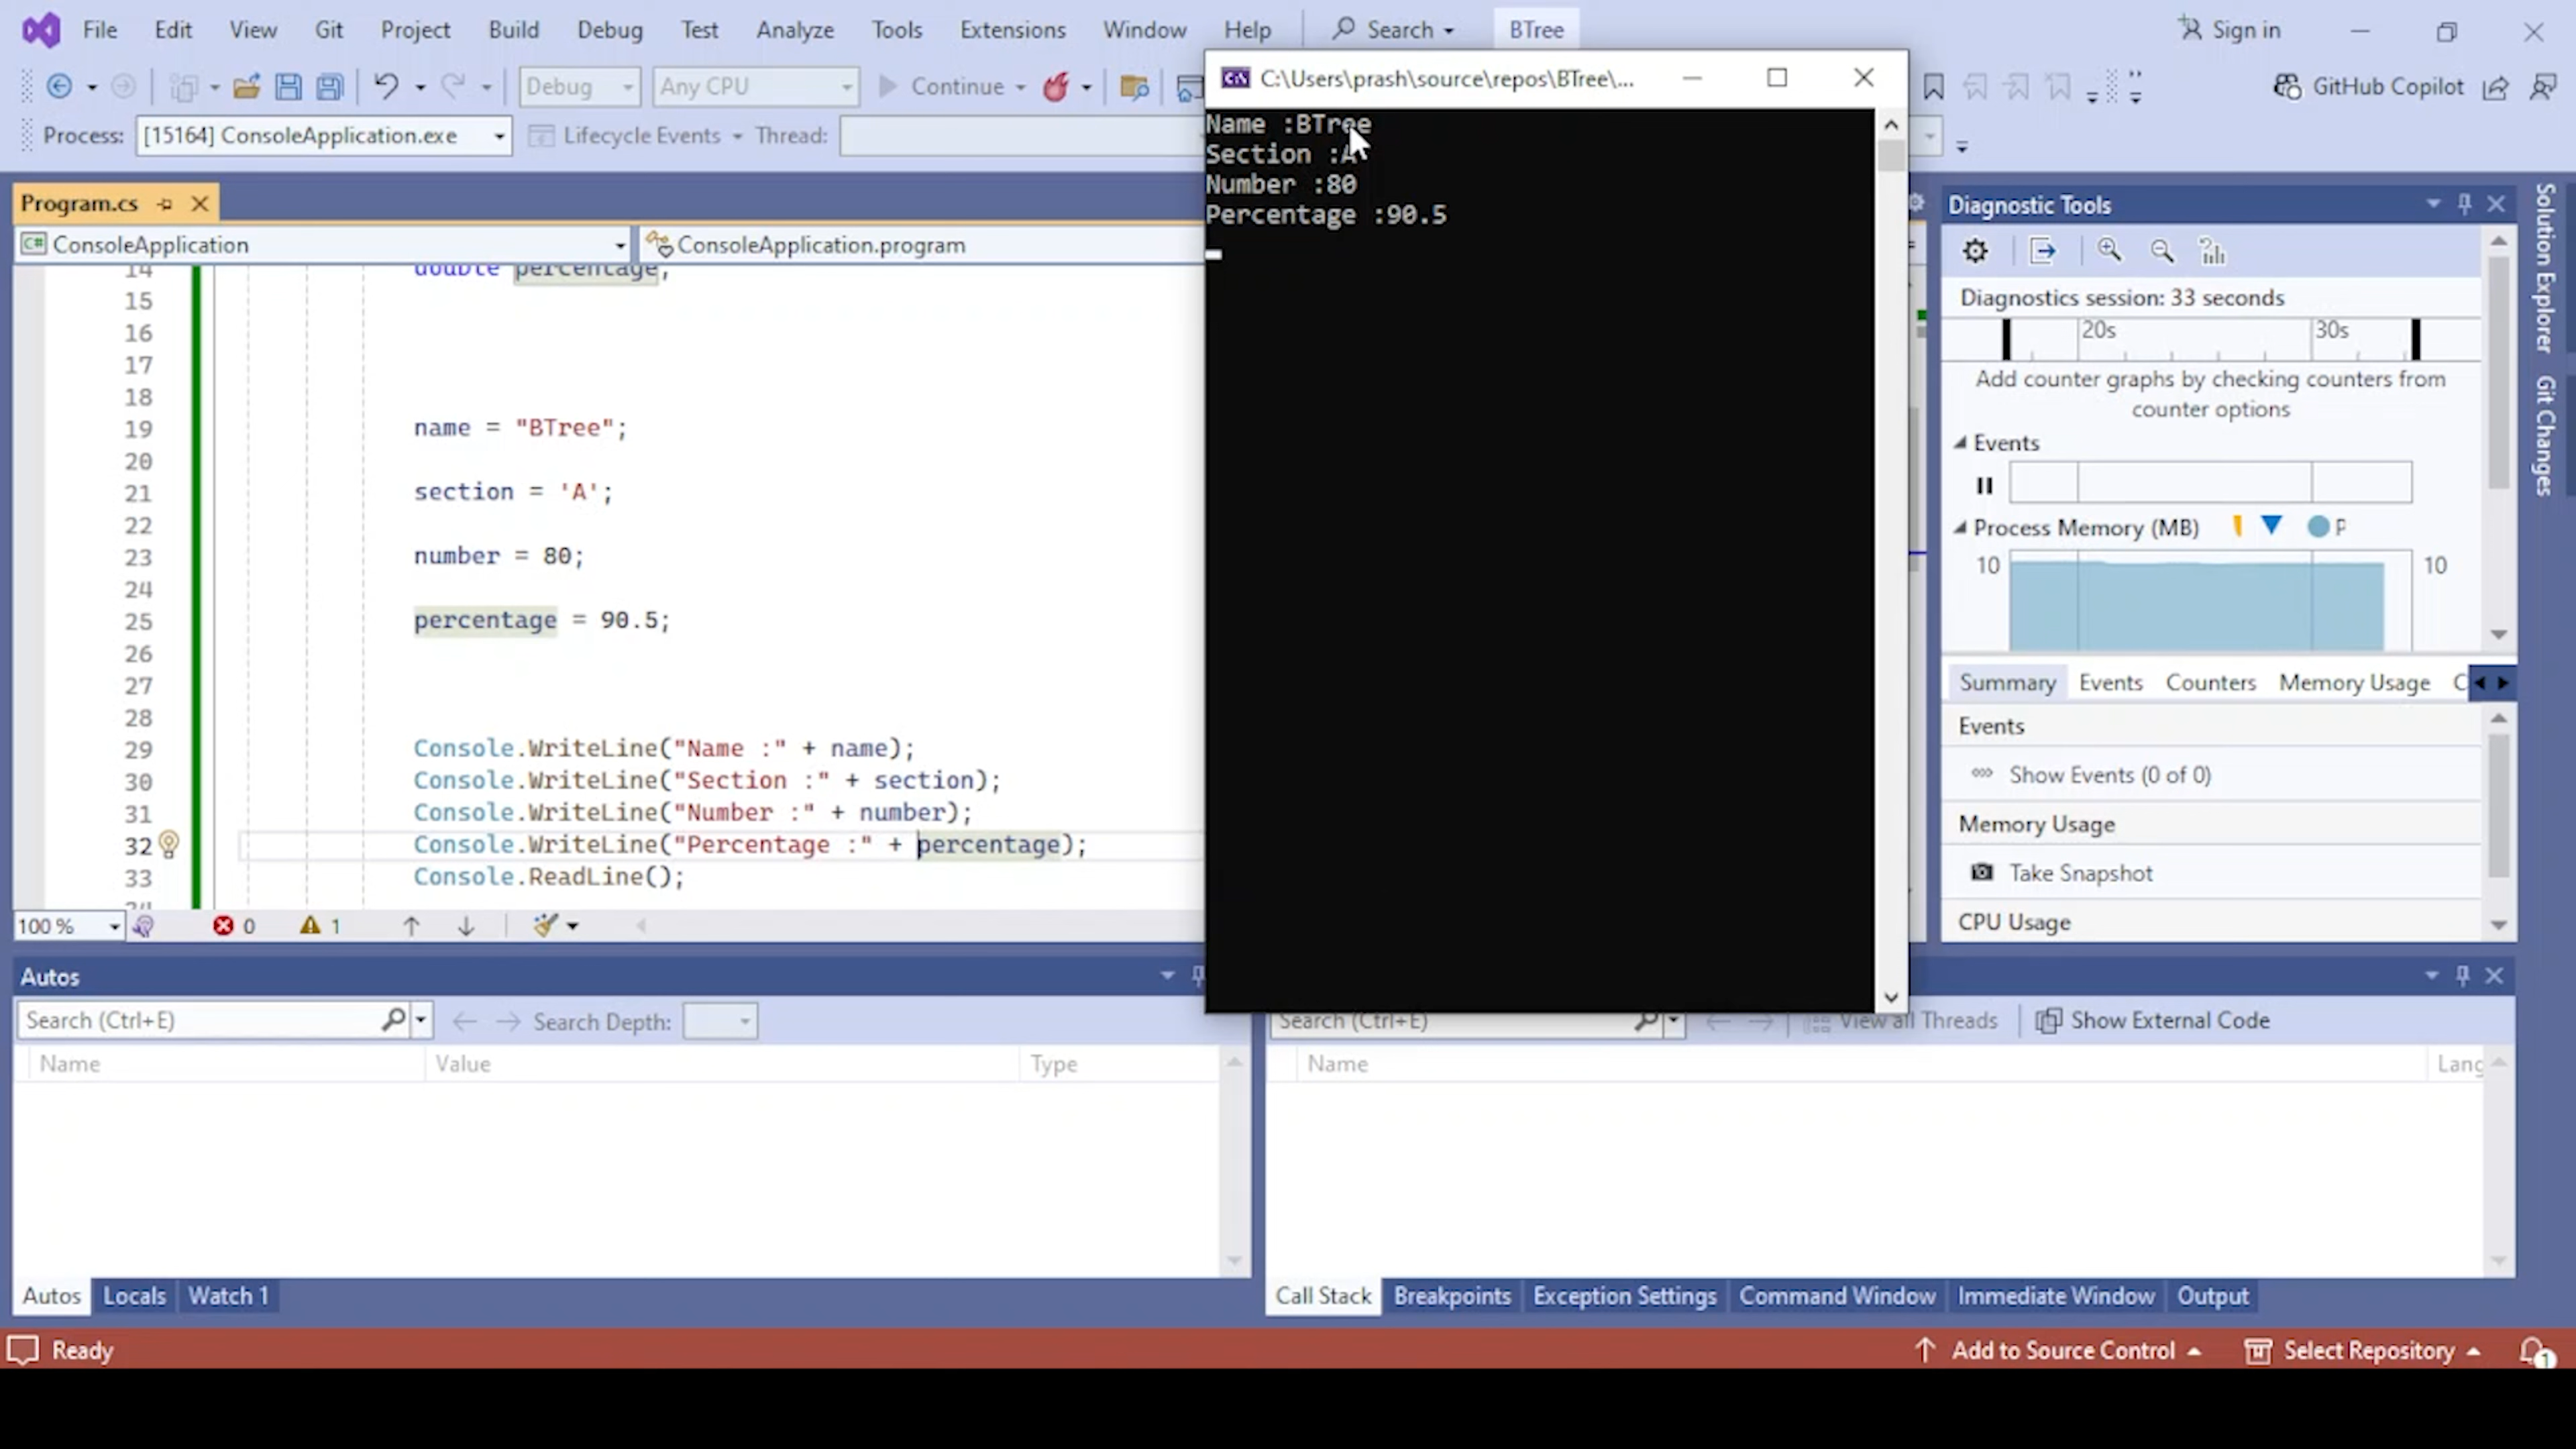 File Edit View Git Project Build Debug Test Analyze Tools Extensions Window Help Search BTree Sign in
Debug Any CPU Continue GitHub Copilot
Process: [15164] ConsoleApplication.exe Lifecycle Events Thread:
C:\Users\prash\source\repos\BTree\...
Name :BTree
Section :A
Number :80
Percentage :90.5
Program.cs
ConsoleApplication ConsoleApplication.program
14 double percentage;
15
16
17
18
19 name = "BTree";
20
21 section = 'A';
22
23 number = 80;
24
25 percentage = 90.5;
26
27
28
29 Console.WriteLine("Name :" + name);
30 Console.WriteLine("Section :" + section);
31 Console.WriteLine("Number :" + number);
32 Console.WriteLine("Percentage :" + percentage);
33 Console.ReadLine();
100 % 0 1
Diagnostic Tools
Diagnostics session: 33 seconds
20s 30s
Add counter graphs by checking counters from
counter options
Events
Process Memory (MB) P
10 10
Summary Events Counters Memory Usage C
Events
Show Events (0 of 0)
Memory Usage
Take Snapshot
CPU Usage
Solution Explorer
Git Changes
Autos
Search (Ctrl+E) Search Depth:
Name Value Type
Autos Locals Watch 1
Search (Ctrl+E) View all Threads Show External Code
Name Lang
Call Stack Breakpoints Exception Settings Command Window Immediate Window Output
Ready Add to Source Control Select Repository 1